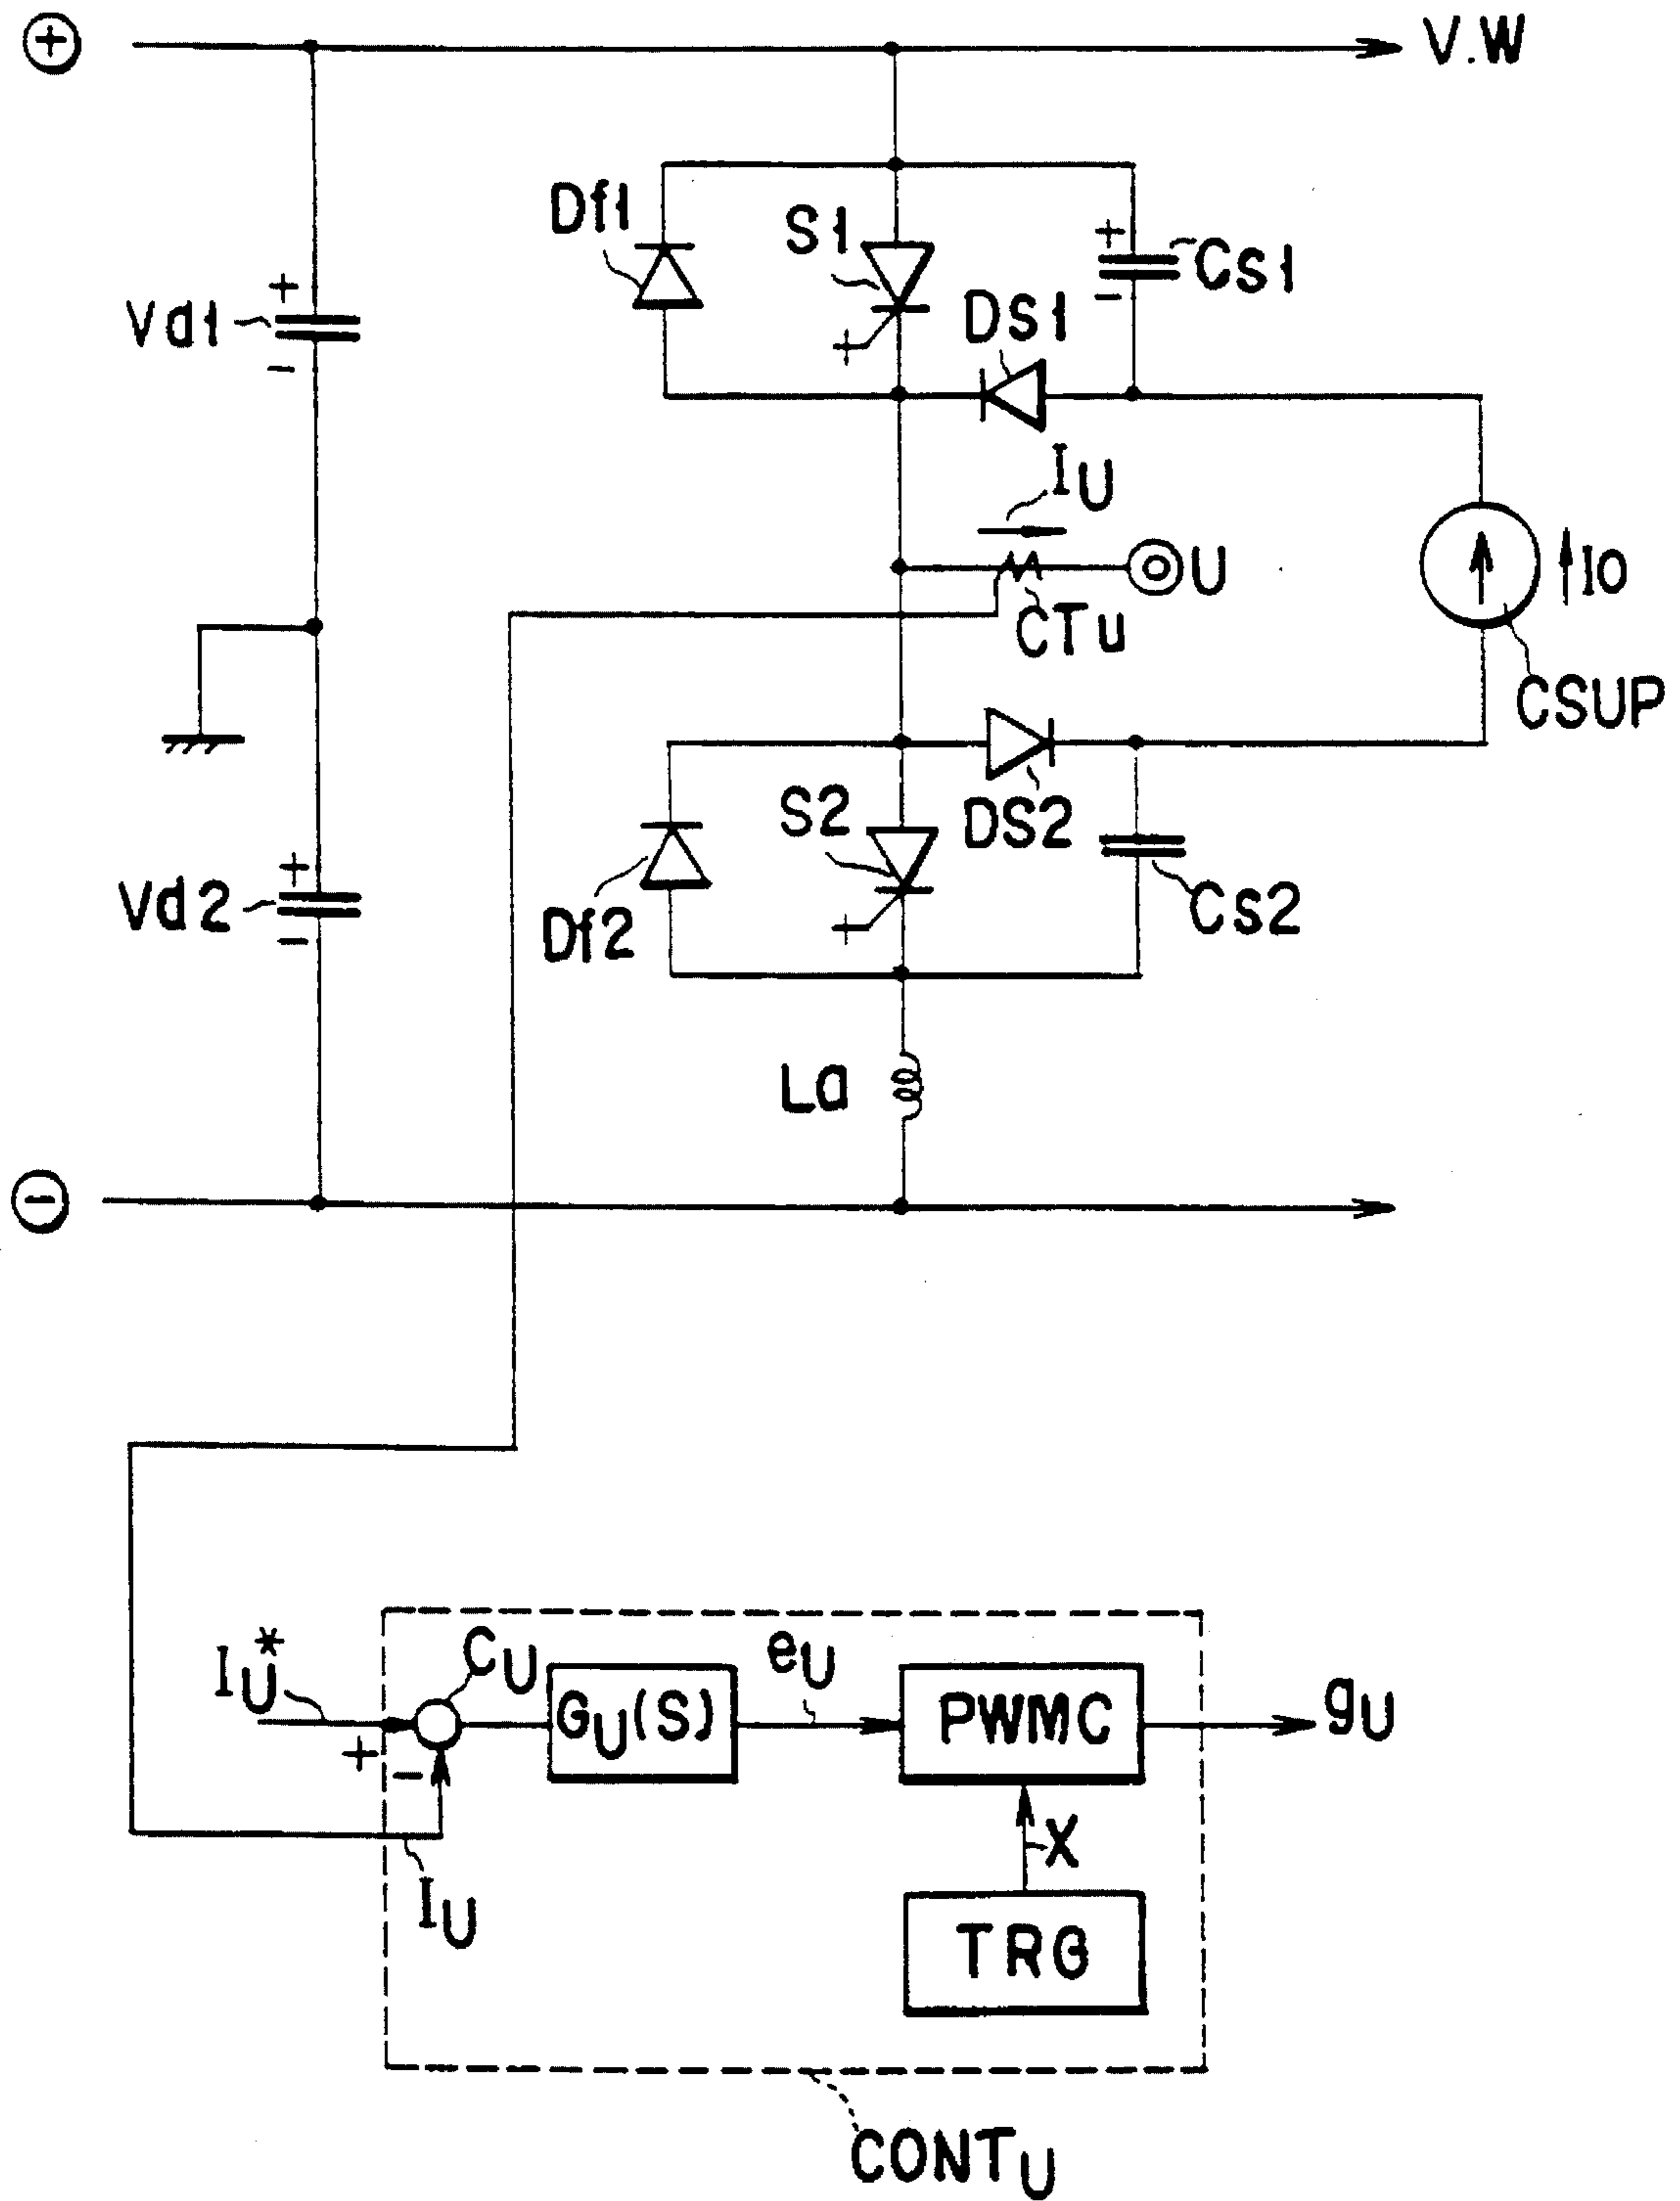 +
V.W
Df1
S1
+
Cs1
-
Vd1
+
-
DS1
IU
U
CTu
IO
CSUP
Vd2
+
-
Df2
S2
DS2
Cs2
La
-
IU*
+
-
CU
GU(S)
eU
PWMC
gU
X
IU
TRG
CONTU